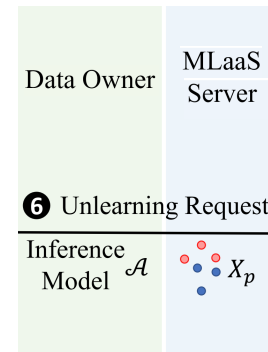 Data Owner
MLaaS
Server
❻ Unlearning Request
Inference
Model 𝒜
X_p